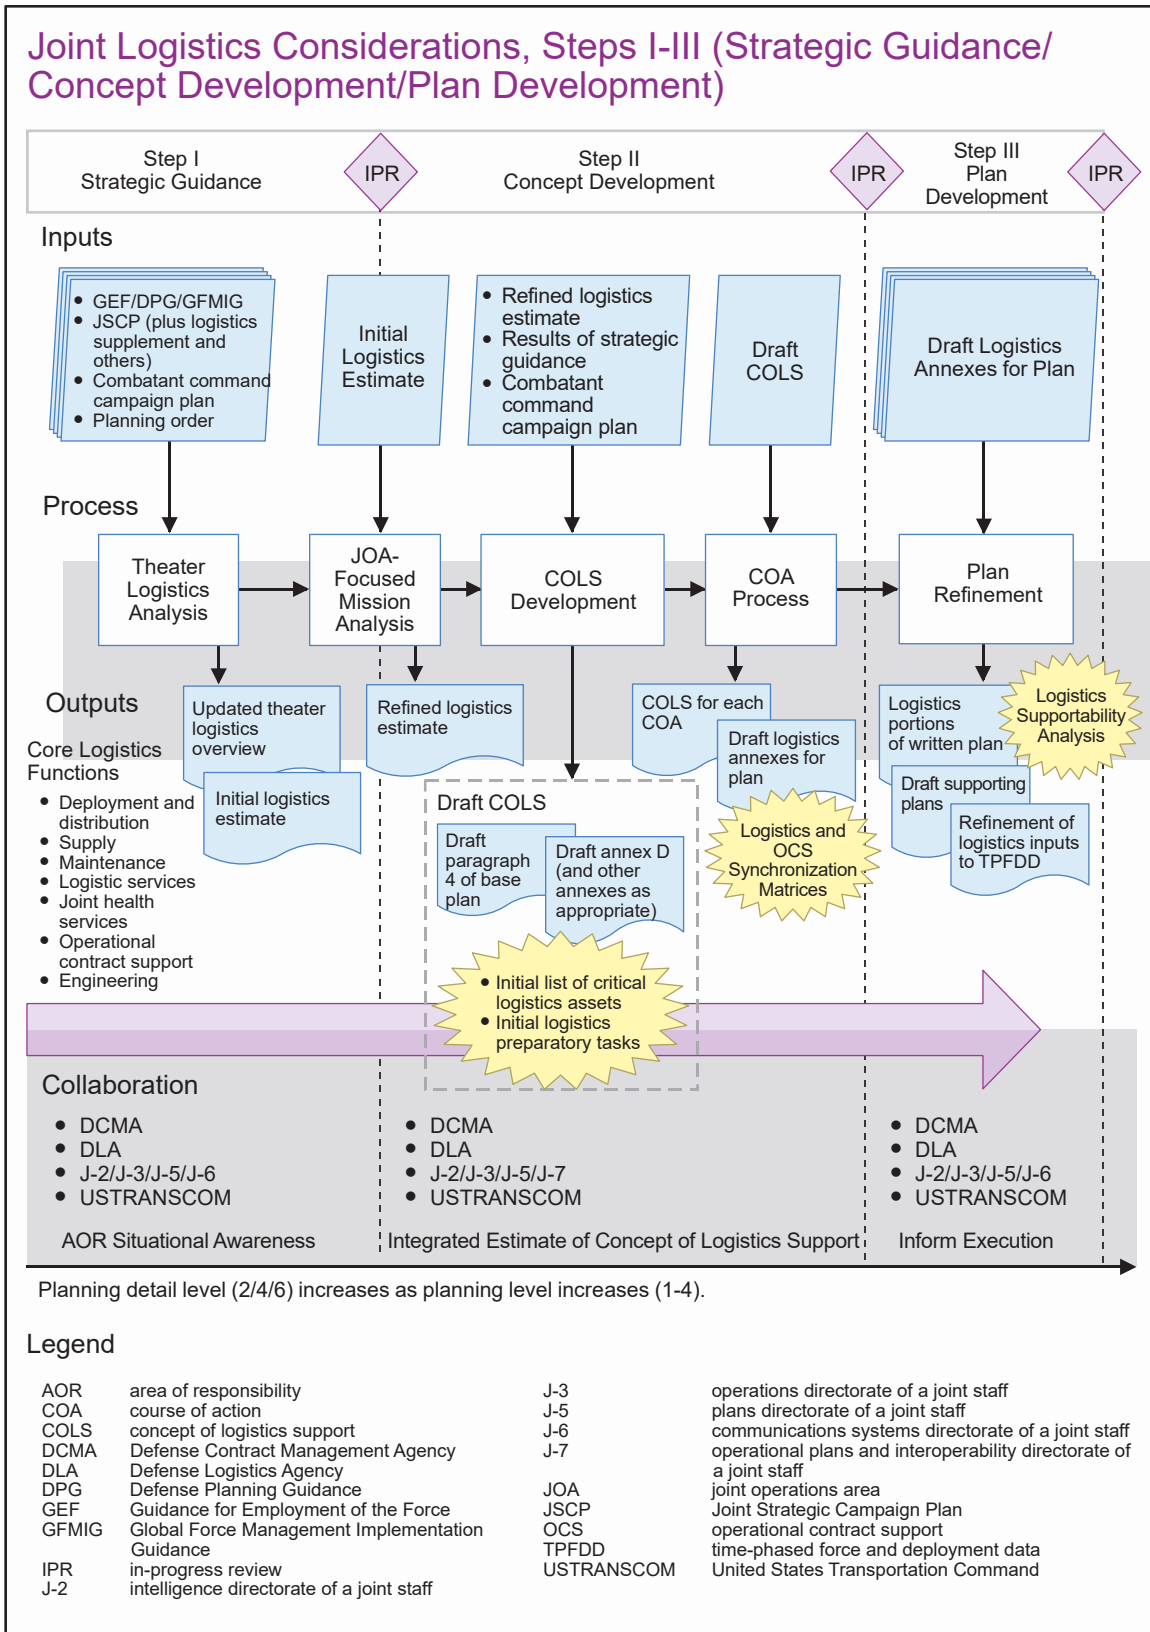 Joint Logistics Considerations, Steps I-III (Strategic Guidance/
Concept Development/Plan Development)
Step I
Strategic Guidance
IPR
Step II
Concept Development
IPR
Step III
Plan
Development
IPR
Inputs
• GEF/DPG/GFMIG
• JSCP (plus logistics
supplement and
others)
• Combatant command
campaign plan
• Planning order
Initial
Logistics
Estimate
• Refined logistics
estimate
• Results of strategic
guidance
• Combatant
command
campaign plan
Draft
COLS
Draft Logistics
Annexes for Plan
Process
Theater
Logistics
Analysis
JOA-
Focused
Mission
Analysis
COLS
Development
COA
Process
Plan
Refinement
Outputs
Core Logistics
Functions
• Deployment and
distribution
• Supply
• Maintenance
• Logistic services
• Joint health
services
• Operational
contract support
• Engineering
Updated theater
logistics
overview
Initial logistics
estimate
Refined logistics
estimate
Draft COLS
Draft
paragraph
4 of base
plan
Draft annex D
(and other
annexes as
appropriate)
• Initial list of critical
logistics assets
• Initial logistics
preparatory tasks
COLS for each
COA
Draft logistics
annexes for
plan
Logistics and
OCS
Synchronization
Matrices
Logistics
portions
of written plan
Draft supporting
plans
Refinement of
logistics inputs
to TPFDD
Logistics
Supportability
Analysis
Collaboration
• DCMA
• DLA
• J-2/J-3/J-5/J-6
• USTRANSCOM
AOR Situational Awareness
• DCMA
• DLA
• J-2/J-3/J-5/J-7
• USTRANSCOM
Integrated Estimate of Concept of Logistics Support
• DCMA
• DLA
• J-2/J-3/J-5/J-6
• USTRANSCOM
Inform Execution
Planning detail level (2/4/6) increases as planning level increases (1-4).
Legend
AOR area of responsibility
COA course of action
COLS concept of logistics support
DCMA Defense Contract Management Agency
DLA Defense Logistics Agency
DPG Defense Planning Guidance
GEF Guidance for Employment of the Force
GFMIG Global Force Management Implementation
Guidance
IPR in-progress review
J-2 intelligence directorate of a joint staff
J-3 operations directorate of a joint staff
J-5 plans directorate of a joint staff
J-6 communications systems directorate of a joint staff
J-7 operational plans and interoperability directorate of
a joint staff
JOA joint operations area
JSCP Joint Strategic Campaign Plan
OCS operational contract support
TPFDD time-phased force and deployment data
USTRANSCOM United States Transportation Command